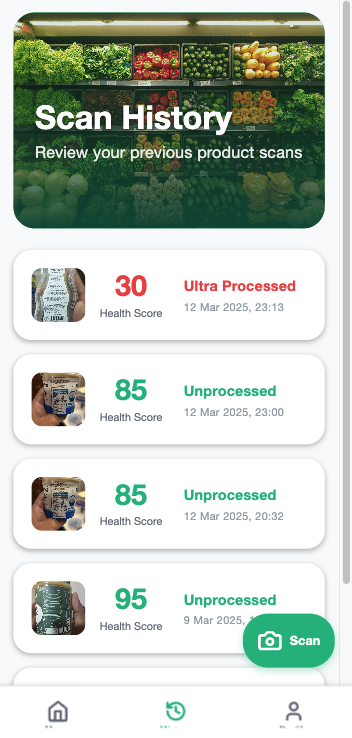 Scan History
Review your previous product scans
30
Health Score
Ultra Processed
12 Mar 2025, 23:13
85
Health Score
Unprocessed
12 Mar 2025, 23:00
85
Health Score
Unprocessed
12 Mar 2025, 20:32
95
Health Score
Unprocessed
9 Mar 2025,
Scan